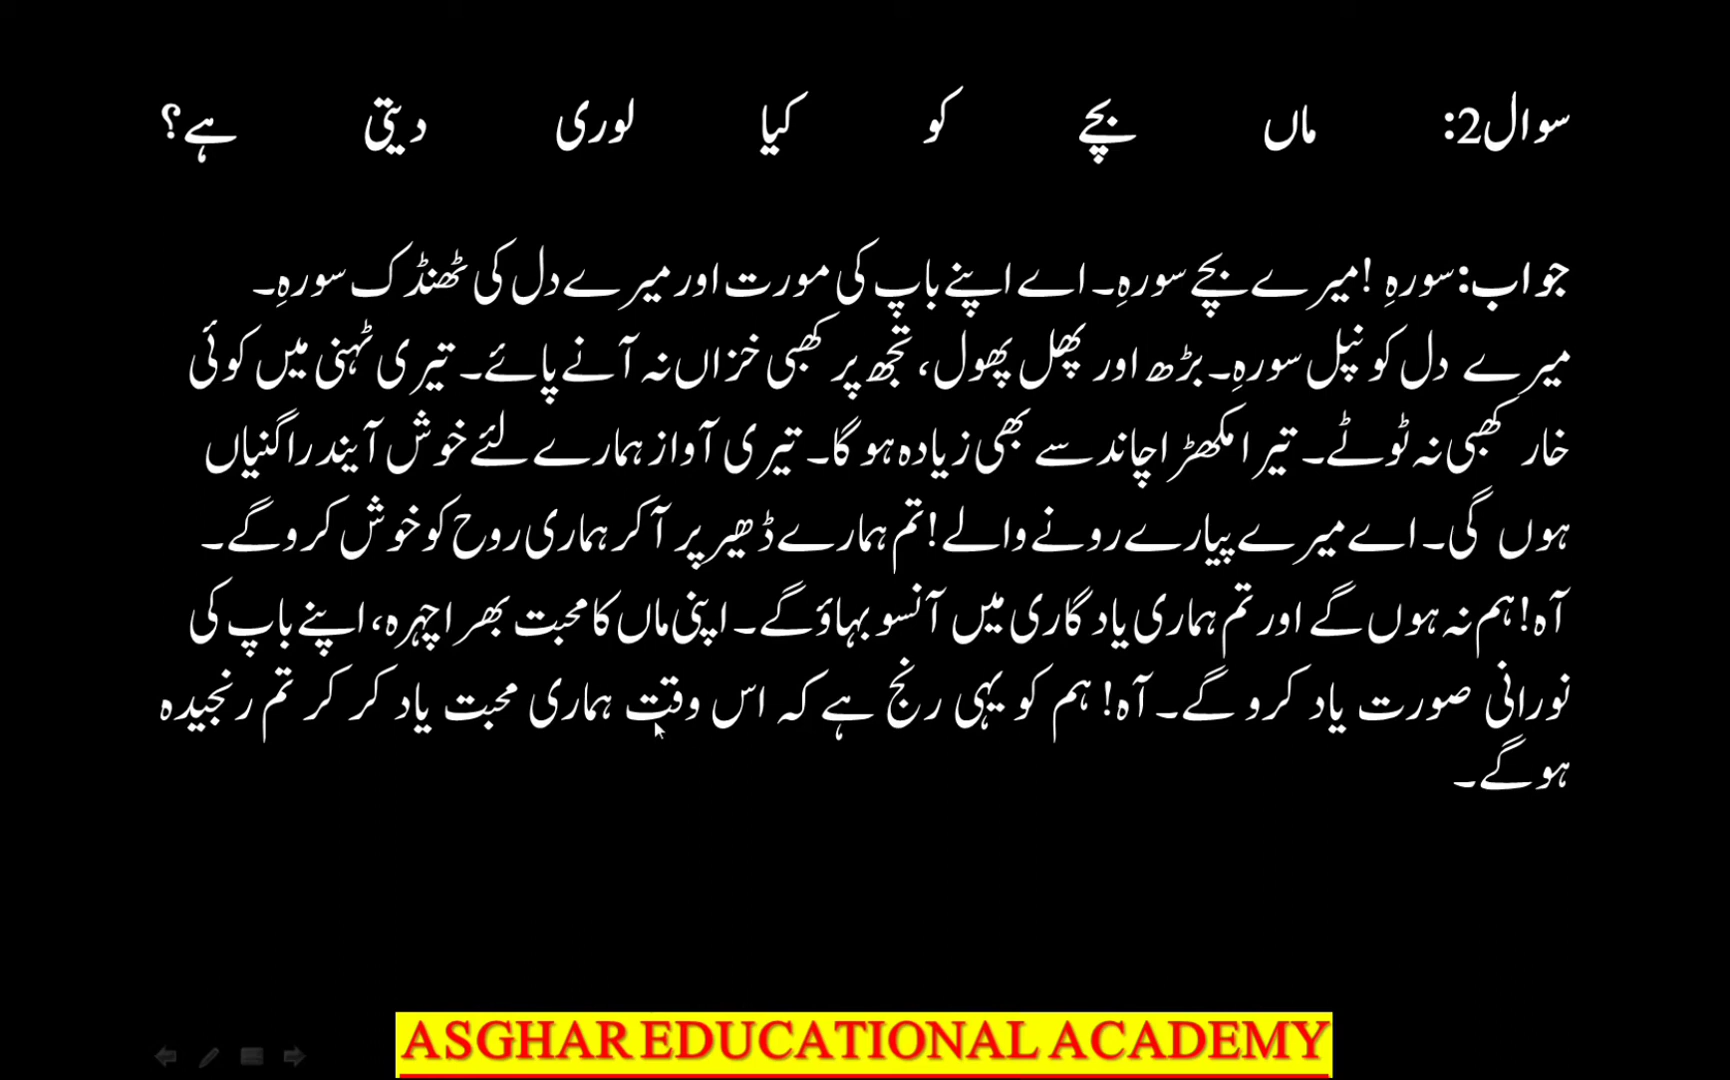 سوال2: ماں بچے کو کیا لوری دیتی ہے؟
جواب: سورہِ !میرے بچے سورہِ۔ اے اپنے باپ کی مورت اور میرے دل کی ٹھنڈک سورہِ۔
میرے دل کو نپل سورہِ۔ بڑھ اور پھل پھول، تجھ پر کبھی خزاں نہ آنے پائے۔ تیری ٹہنی میں کوئی
خار کبھی نہ ٹوٹے۔ تیرا مکھڑا چاند سے بھی زیادہ ہو گا۔ تیری آواز ہمارے لئے خوش آیند راگنیاں
ہوں گی۔ اے میرے پیارے رونے والے! تم ہمارے ڈھیر پر آکر ہماری روح کو خوش کروگے۔
آہ! ہم نہ ہوں گے اور تم ہماری یادگاری میں آنسو بہاؤگے۔ اپنی ماں کا محبت بھرا چہرہ، اپنے باپ کی
نورانی صورت یاد کروگے۔ آہ! ہم کو یہی رنج ہے کہ اس وقت ہماری محبت یاد کر کر تم رنجیدہ
ہوگے۔
ASGHAR EDUCATIONAL ACADEMY